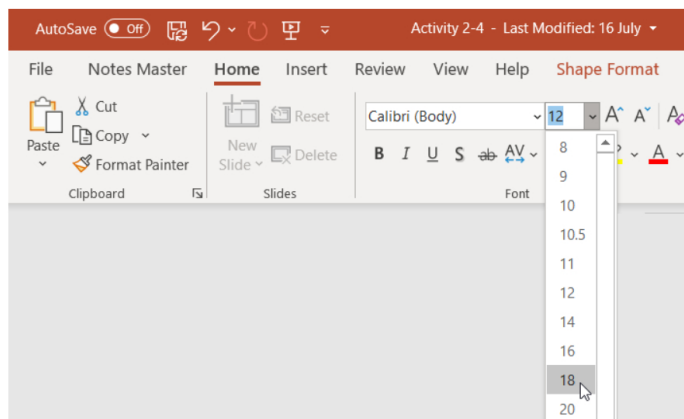 AutoSave Off Activity 2-4 - Last Modified: 16 July
File Notes Master Home Insert Review View Help Shape Format
Paste
Cut
Copy
Format Painter
Clipboard
New Slide
Reset
Delete
Slides
Calibri (Body) 12
B I U S ab AV A
Font
8
9
10
10.5
11
12
14
16
18
20